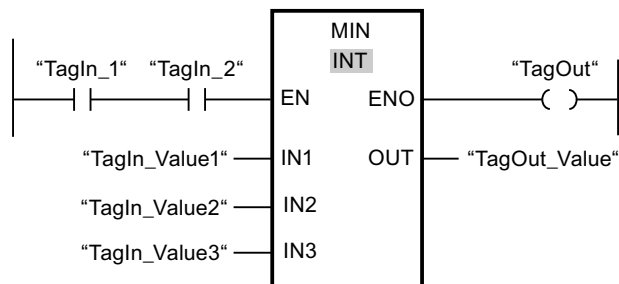 MIN
INT
“TagIn_1“ “TagIn_2“ “TagOut“
EN ENO
“TagIn_Value1“ IN1 OUT “TagOut_Value“
“TagIn_Value2“ IN2
“TagIn_Value3“ IN3